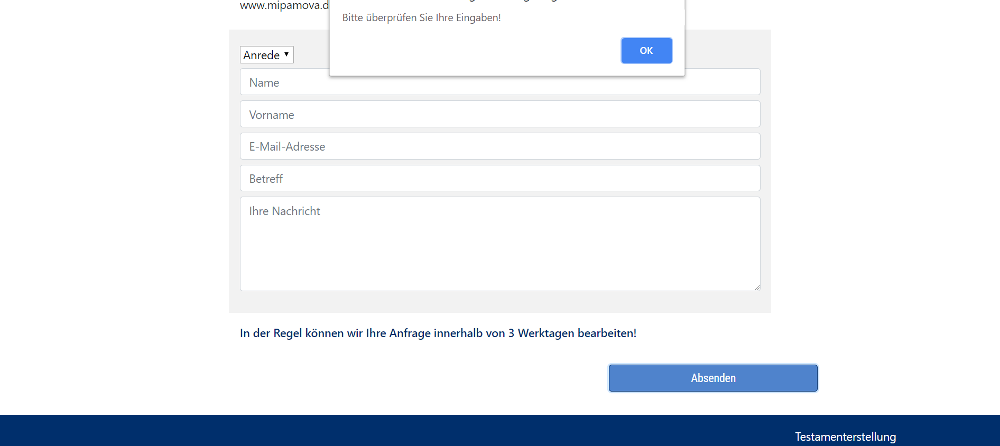 www.mipamova.d
Bitte überprüfen Sie Ihre Eingaben!
OK
Anrede
Name
Vorname
E-Mail-Adresse
Betreff
Ihre Nachricht
In der Regel können wir Ihre Anfrage innerhalb von 3 Werktagen bearbeiten!
Absenden
Testamenterstellung